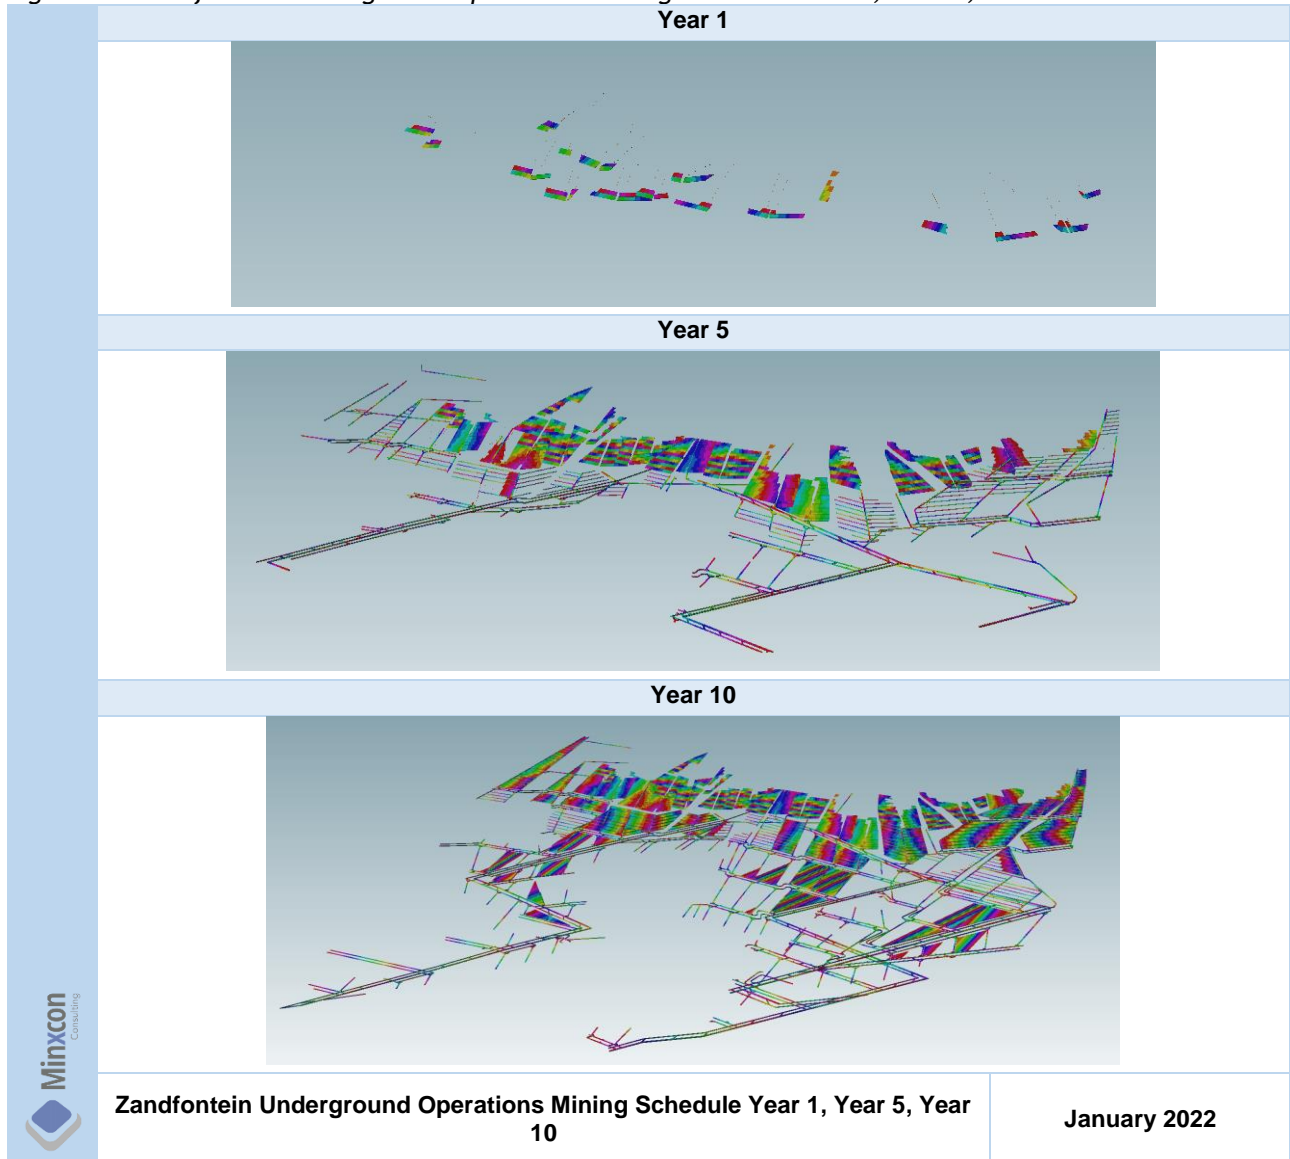 Year 1
Year 5
Year 10
Minxcon
Consulting
Zandfontein Underground Operations Mining Schedule Year 1, Year 5, Year
10
January 2022